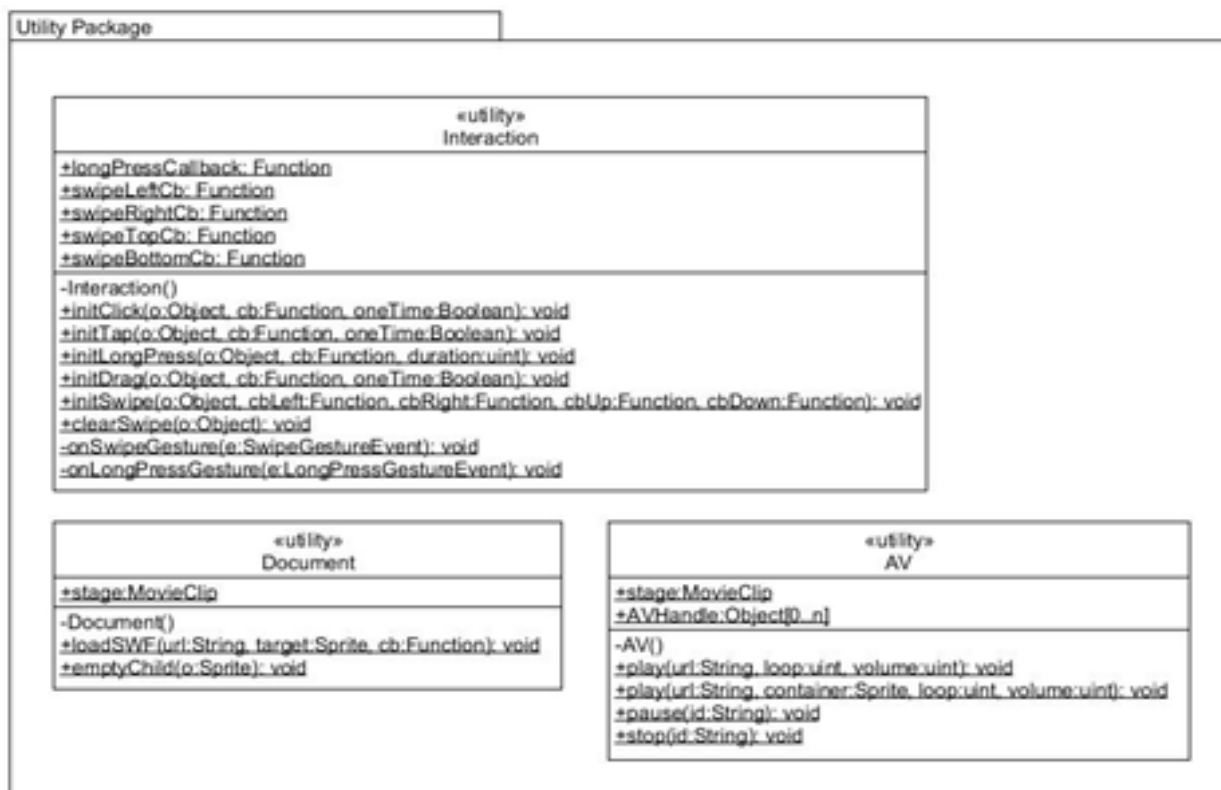 Utility Package
«utility»
Interaction
+longPressCallback: Function
+swipeLeftCb: Function
+swipeRightCb: Function
+swipeTopCb: Function
+swipeBottomCb: Function
-Interaction()
+initClick(o:Object, cb:Function, oneTime:Boolean): void
+initTap(o:Object, cb:Function, oneTime:Boolean): void
+initLongPress(o:Object, cb:Function, duration:uint): void
+initDrag(o:Object, cb:Function, oneTime:Boolean): void
+initSwipe(o:Object, cbLeft:Function, cbRight:Function, cbUp:Function, cbDown:Function): void
+clearSwipe(o:Object): void
-onSwipeGesture(e:SwipeGestureEvent): void
-onLongPressGesture(e:LongPressGestureEvent): void
«utility»
Document
+stage:MovieClip
-Document()
+loadSWF(url:String, target:Sprite, cb:Function): void
+emptyChild(o:Sprite): void
«utility»
AV
+stage:MovieClip
+AVHandle:Object[0..n]
-AV()
+play(url:String, loop:uint, volume:uint): void
+play(url:String, container:Sprite, loop:uint, volume:uint): void
+pause(id:String): void
+stop(id:String): void